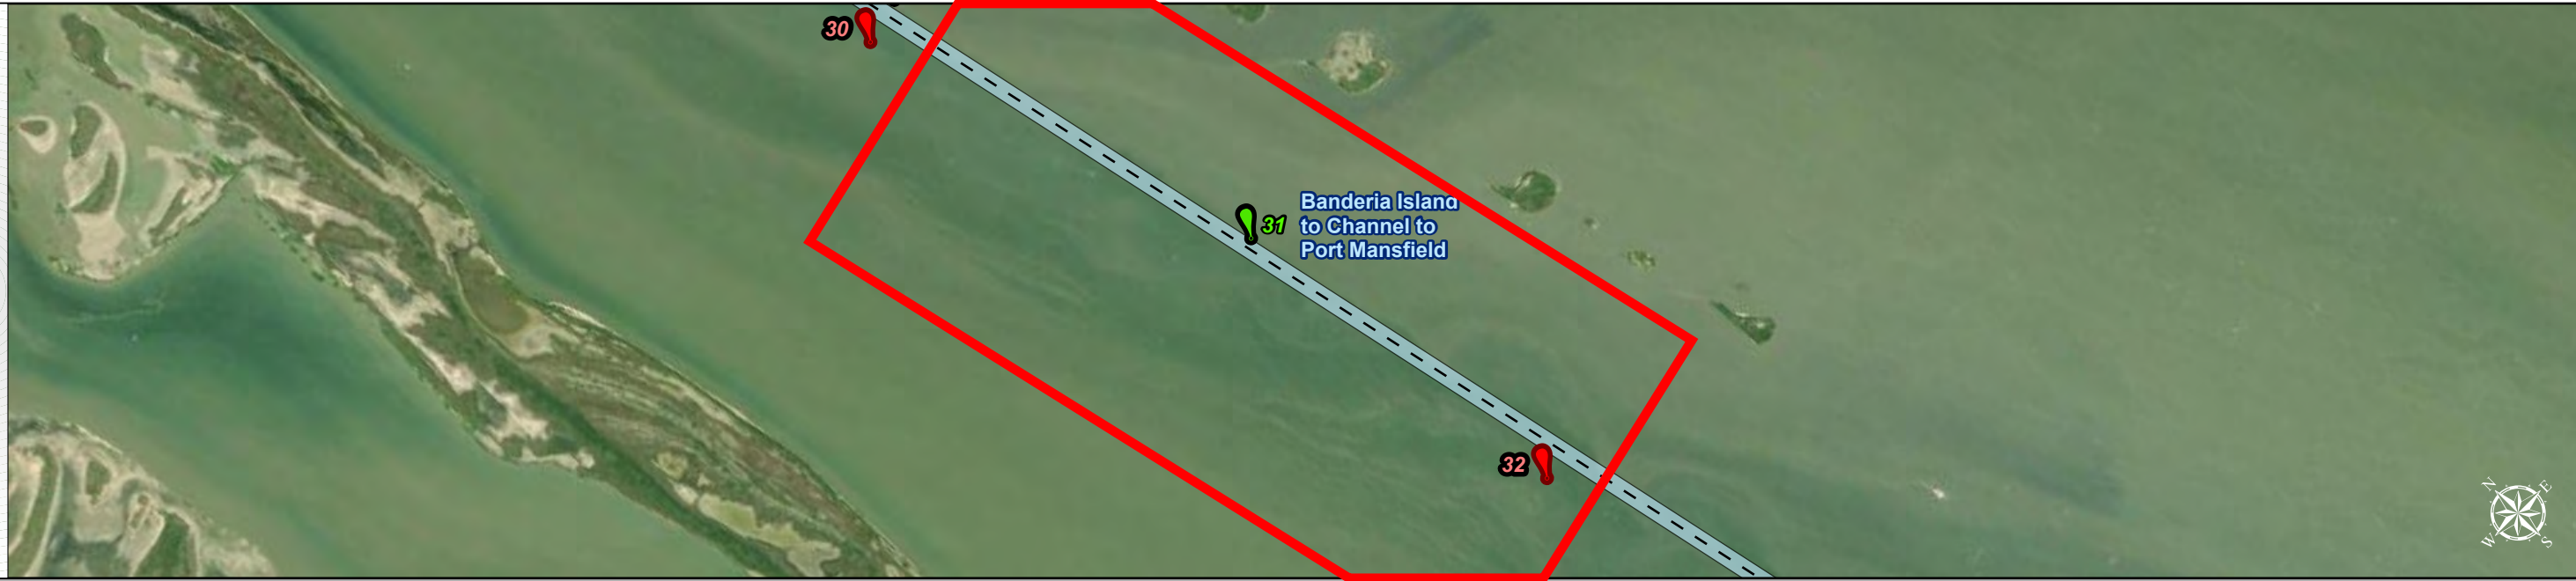 30
31
Banderia Island
to Channel to
Port Mansfield
32
N
E
W
S